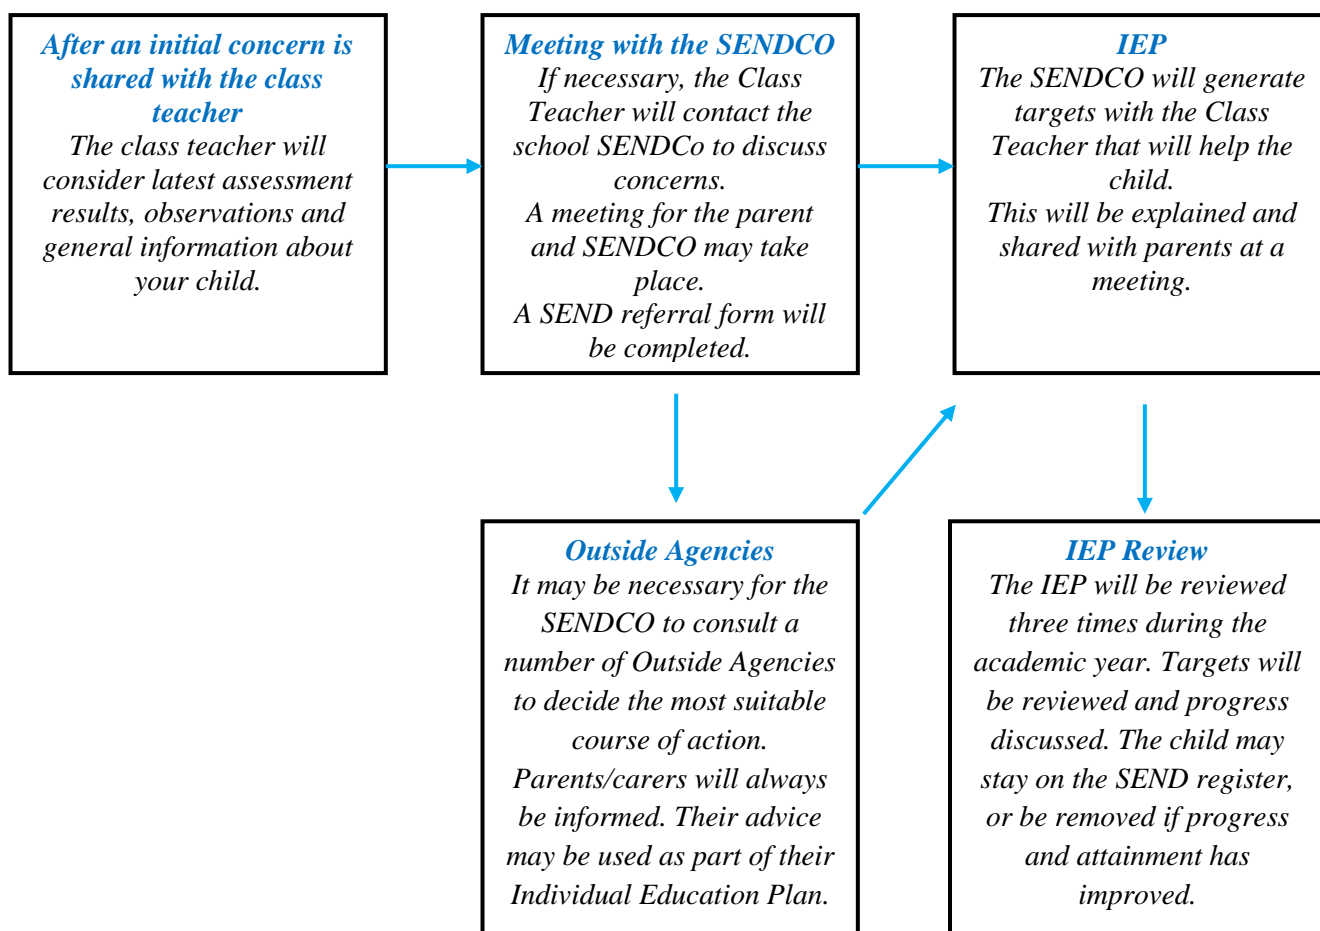 After an initial concern is
shared with the class
teacher
The class teacher will
consider latest assessment
results, observations and
general information about
your child.
Meeting with the SENDCO
If necessary, the Class
Teacher will contact the
school SENDCo to discuss
concerns.
A meeting for the parent
and SENDCO may take
place.
A SEND referral form will
be completed.
IEP
The SENDCO will generate
targets with the Class
Teacher that will help the
child.
This will be explained and
shared with parents at a
meeting.
Outside Agencies
It may be necessary for the
SENDCO to consult a
number of Outside Agencies
to decide the most suitable
course of action.
Parents/carers will always
be informed. Their advice
may be used as part of their
Individual Education Plan.
IEP Review
The IEP will be reviewed
three times during the
academic year. Targets will
be reviewed and progress
discussed. The child may
stay on the SEND register,
or be removed if progress
and attainment has
improved.